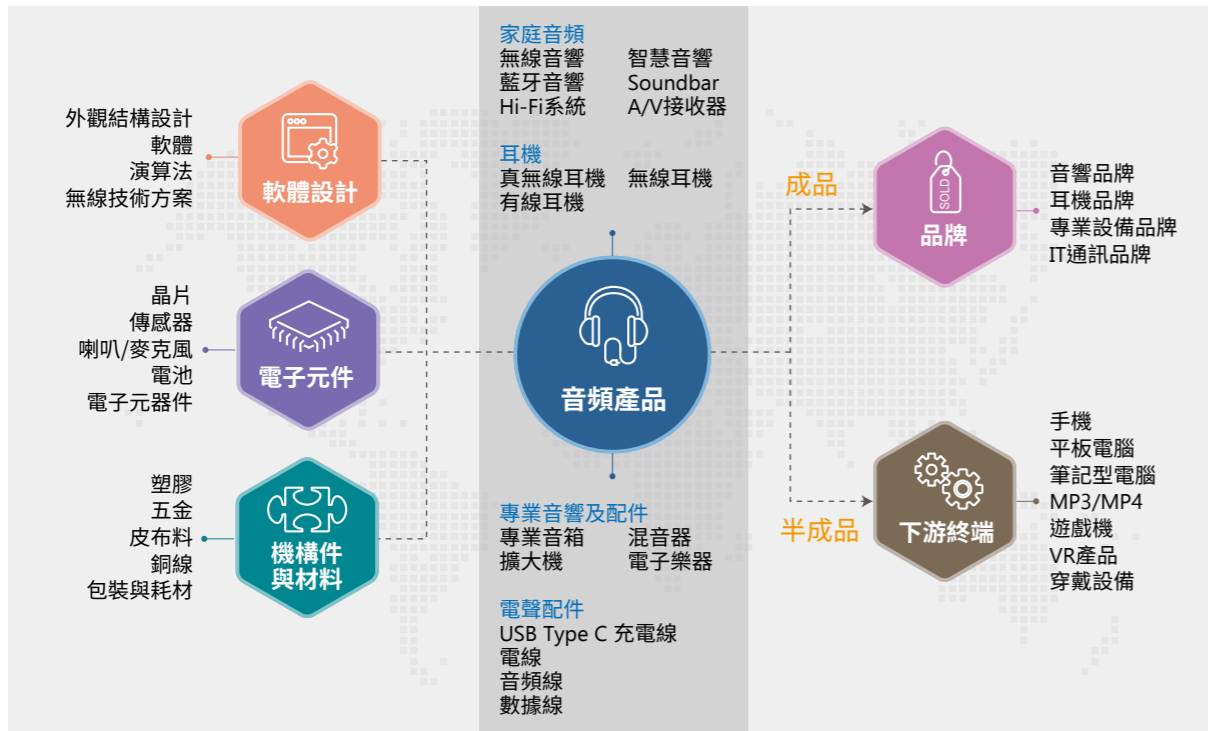 外觀結構設計
軟體
演算法
無線技術方案
軟體設計
晶片
傳感器
喇叭/麥克風
電池
電子元器件
電子元件
塑膠
五金
皮布料
銅線
包裝與耗材
機構件
與材料
家庭音頻
無線音響 智慧音響
藍牙音響 Soundbar
Hi-Fi系統 A/V接收器
耳機
真無線耳機 無線耳機
有線耳機
音頻產品
專業音響及配件
專業音箱 混音器
擴大機 電子樂器
電聲配件
USB Type C 充電線
電線
音頻線
數據線
成品
SOLD
品牌
音響品牌
耳機品牌
專業設備品牌
IT通訊品牌
半成品
下游終端
手機
平板電腦
筆記型電腦
MP3/MP4
遊戲機
VR產品
穿戴設備